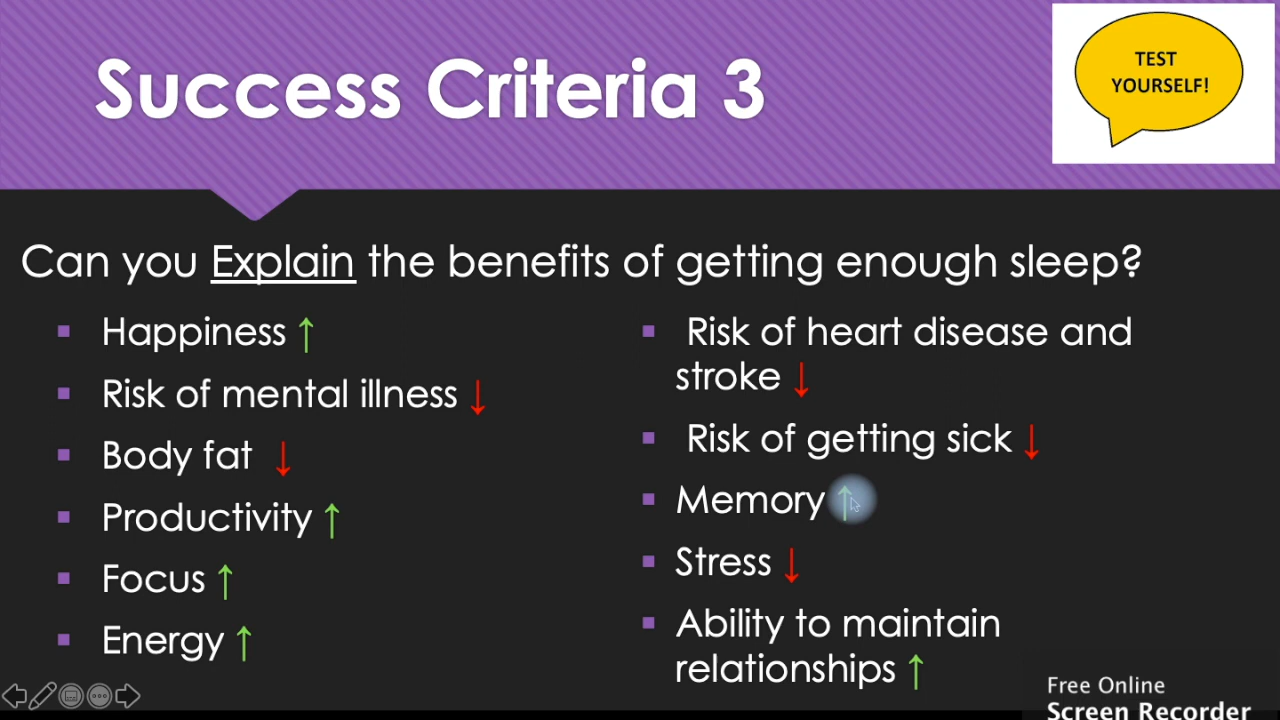 Success Criteria 3
TEST
YOURSELF!
Can you Explain the benefits of getting enough sleep?
Happiness ↑
Risk of mental illness ↓
Body fat ↓
Productivity ↑
Focus ↑
Energy ↑
Risk of heart disease and
stroke ↓
Risk of getting sick ↓
Memory ↑
Stress ↓
Ability to maintain
relationships ↑
Free Online
Screen Recorder